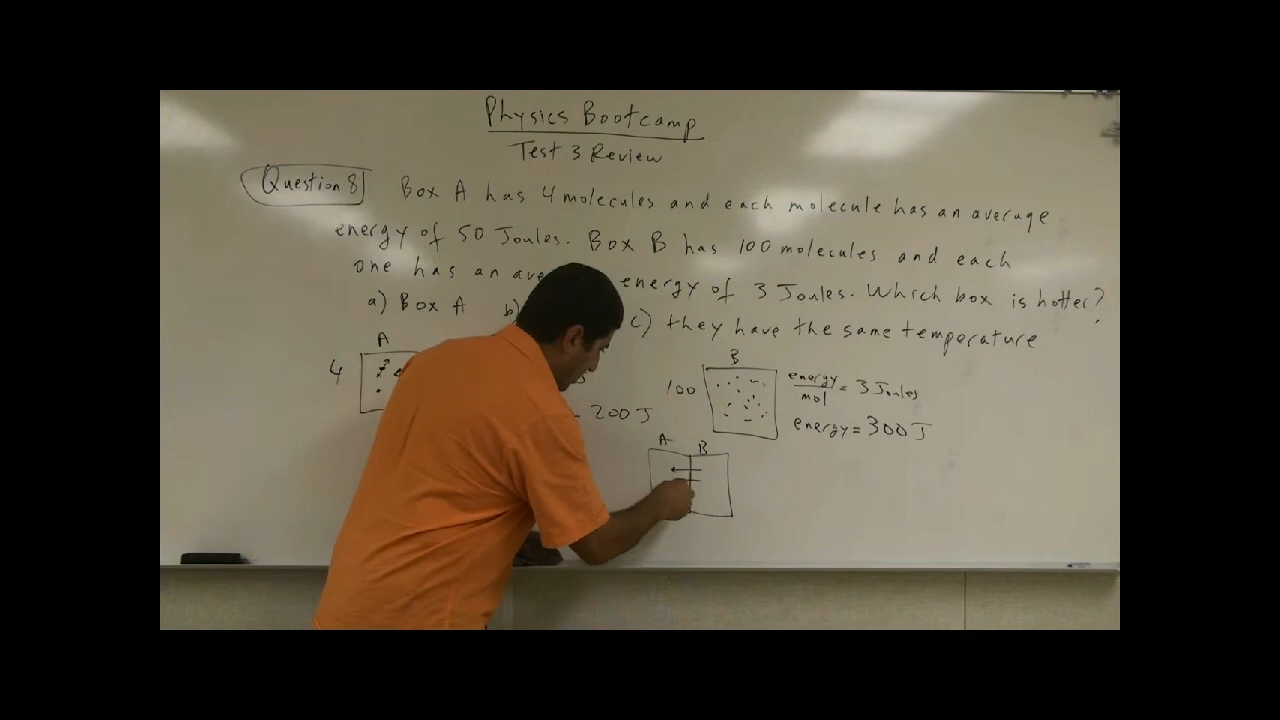 Physics Bootcamp
Test 3 Review
Question 8 Box A has 4 molecules and each molecule has an average
energy of 50 Joules. Box B has 100 molecules and each
one has an energy of 3 Joules. Which box is hotter?
a) Box A b) c) they have the same temperature
A
4
= 200 J
B
100
energy/mol = 3 Joules
energy = 300 J
A B